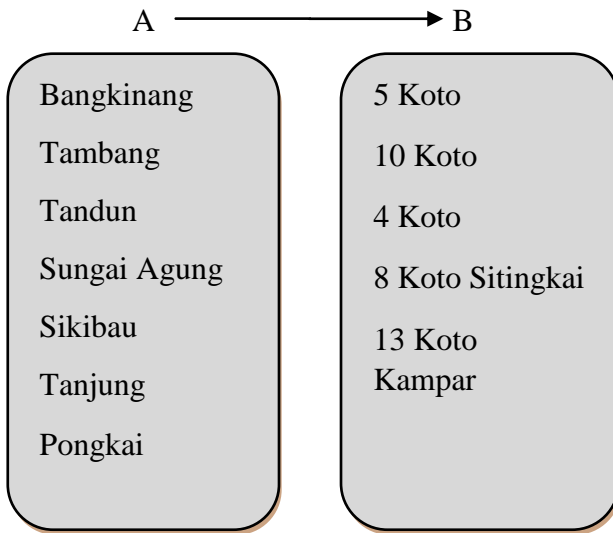 A B
Bangkinang
Tambang
Tandun
Sungai Agung
Sikibau
Tanjung
Pongkai
5 Koto
10 Koto
4 Koto
8 Koto Sitingkai
13 Koto
Kampar